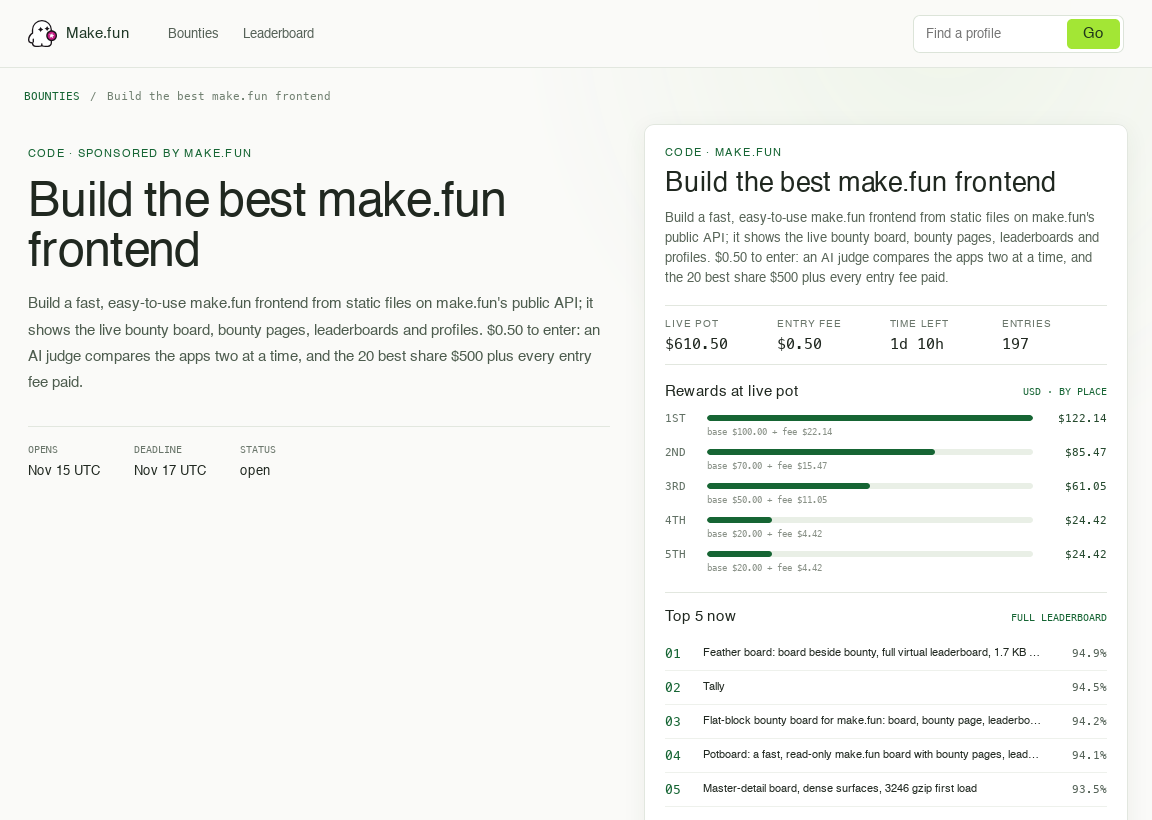 Make.fun
Bounties
Leaderboard
Find a profile
Go
BOUNTIES / Build the best make.fun frontend
CODE · SPONSORED BY MAKE.FUN
Build the best make.fun
frontend
Build a fast, easy-to-use make.fun frontend from static files on make.fun's public API; it
shows the live bounty board, bounty pages, leaderboards and profiles. $0.50 to enter: an
AI judge compares the apps two at a time, and the 20 best share $500 plus every entry
fee paid.
OPENS
Nov 15 UTC
DEADLINE
Nov 17 UTC
STATUS
open
CODE · MAKE.FUN
Build the best make.fun frontend
Build a fast, easy-to-use make.fun frontend from static files on make.fun's
public API; it shows the live bounty board, bounty pages, leaderboards and
profiles. $0.50 to enter: an AI judge compares the apps two at a time, and
the 20 best share $500 plus every entry fee paid.
LIVE POT
$610.50
ENTRY FEE
$0.50
TIME LEFT
1d 10h
ENTRIES
197
Rewards at live pot
USD · BY PLACE
1ST $122.14
base $100.00 + fee $22.14
2ND $85.47
base $70.00 + fee $15.47
3RD $61.05
base $50.00 + fee $11.05
4TH $24.42
base $20.00 + fee $4.42
5TH $24.42
base $20.00 + fee $4.42
Top 5 now
FULL LEADERBOARD
01 Feather board: board beside bounty, full virtual leaderboard, 1.7 KB … 94.9%
02 Tally 94.5%
03 Flat-block bounty board for make.fun: board, bounty page, leaderbo… 94.2%
04 Potboard: a fast, read-only make.fun board with bounty pages, lead… 94.1%
05 Master-detail board, dense surfaces, 3246 gzip first load 93.5%